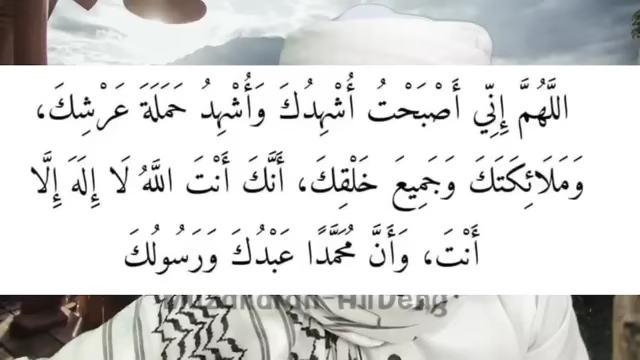 اللَّهُمَّ إِنِّي أَصْبَحْتُ أُشْهِدُكَ وَأُشْهِدُ حَمَلَةَ عَرْشِكَ،
وَمَلَائِكَتَكَ وَجَمِيعَ خَلْقِكَ، أَنَّكَ أَنْتَ اللَّهُ لَا إِلَهَ إِلَّا
أَنْتَ، وَأَنَّ مُحَمَّدًا عَبْدُكَ وَرَسُولُكَ